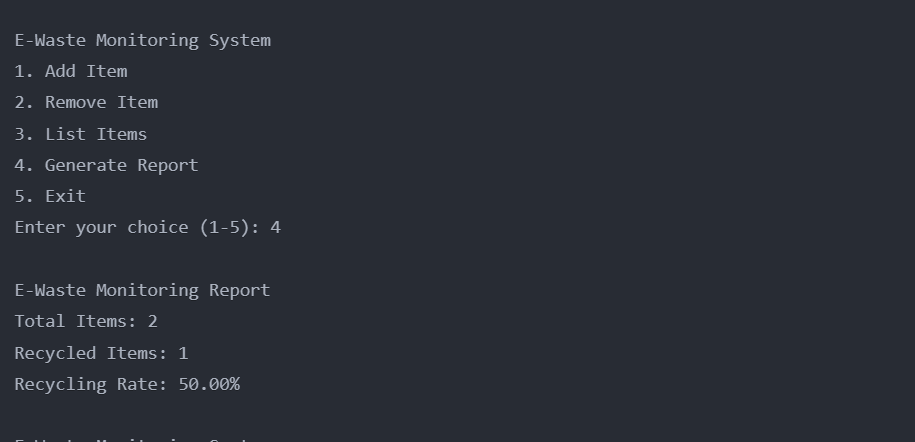 E-Waste Monitoring System
1. Add Item
2. Remove Item
3. List Items
4. Generate Report
5. Exit
Enter your choice (1-5): 4
E-Waste Monitoring Report
Total Items: 2
Recycled Items: 1
Recycling Rate: 50.00%